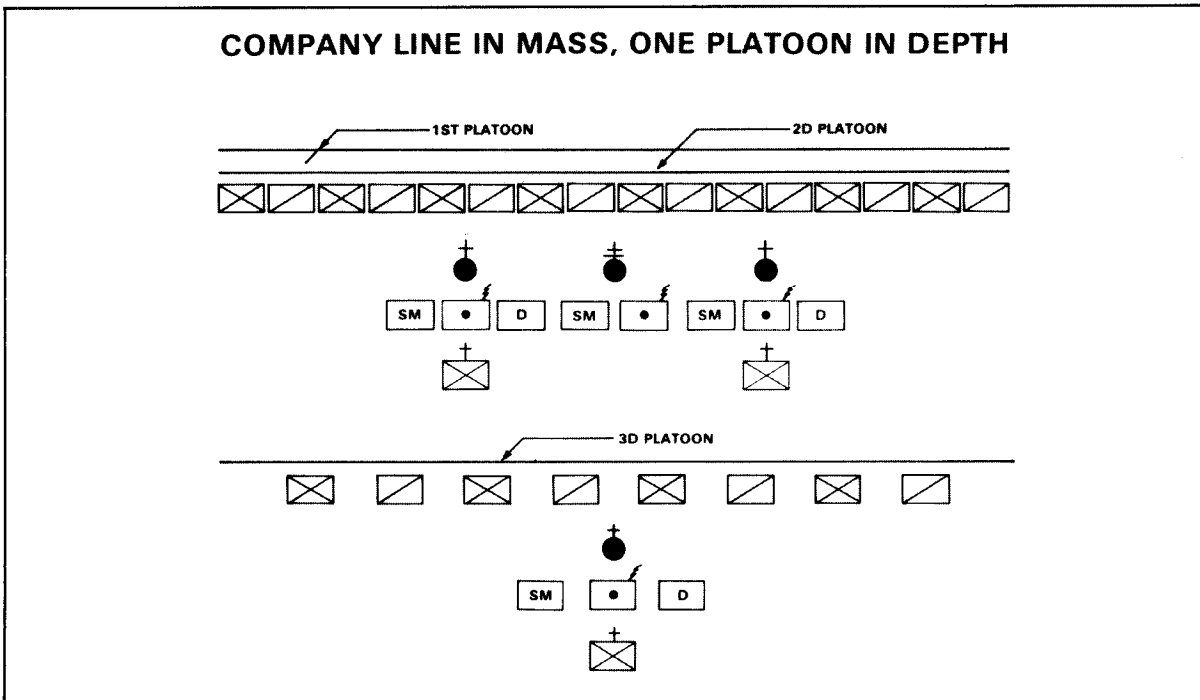 COMPANY LINE IN MASS, ONE PLATOON IN DEPTH
1ST PLATOON 2D PLATOON
SM D SM SM D
3D PLATOON
SM D